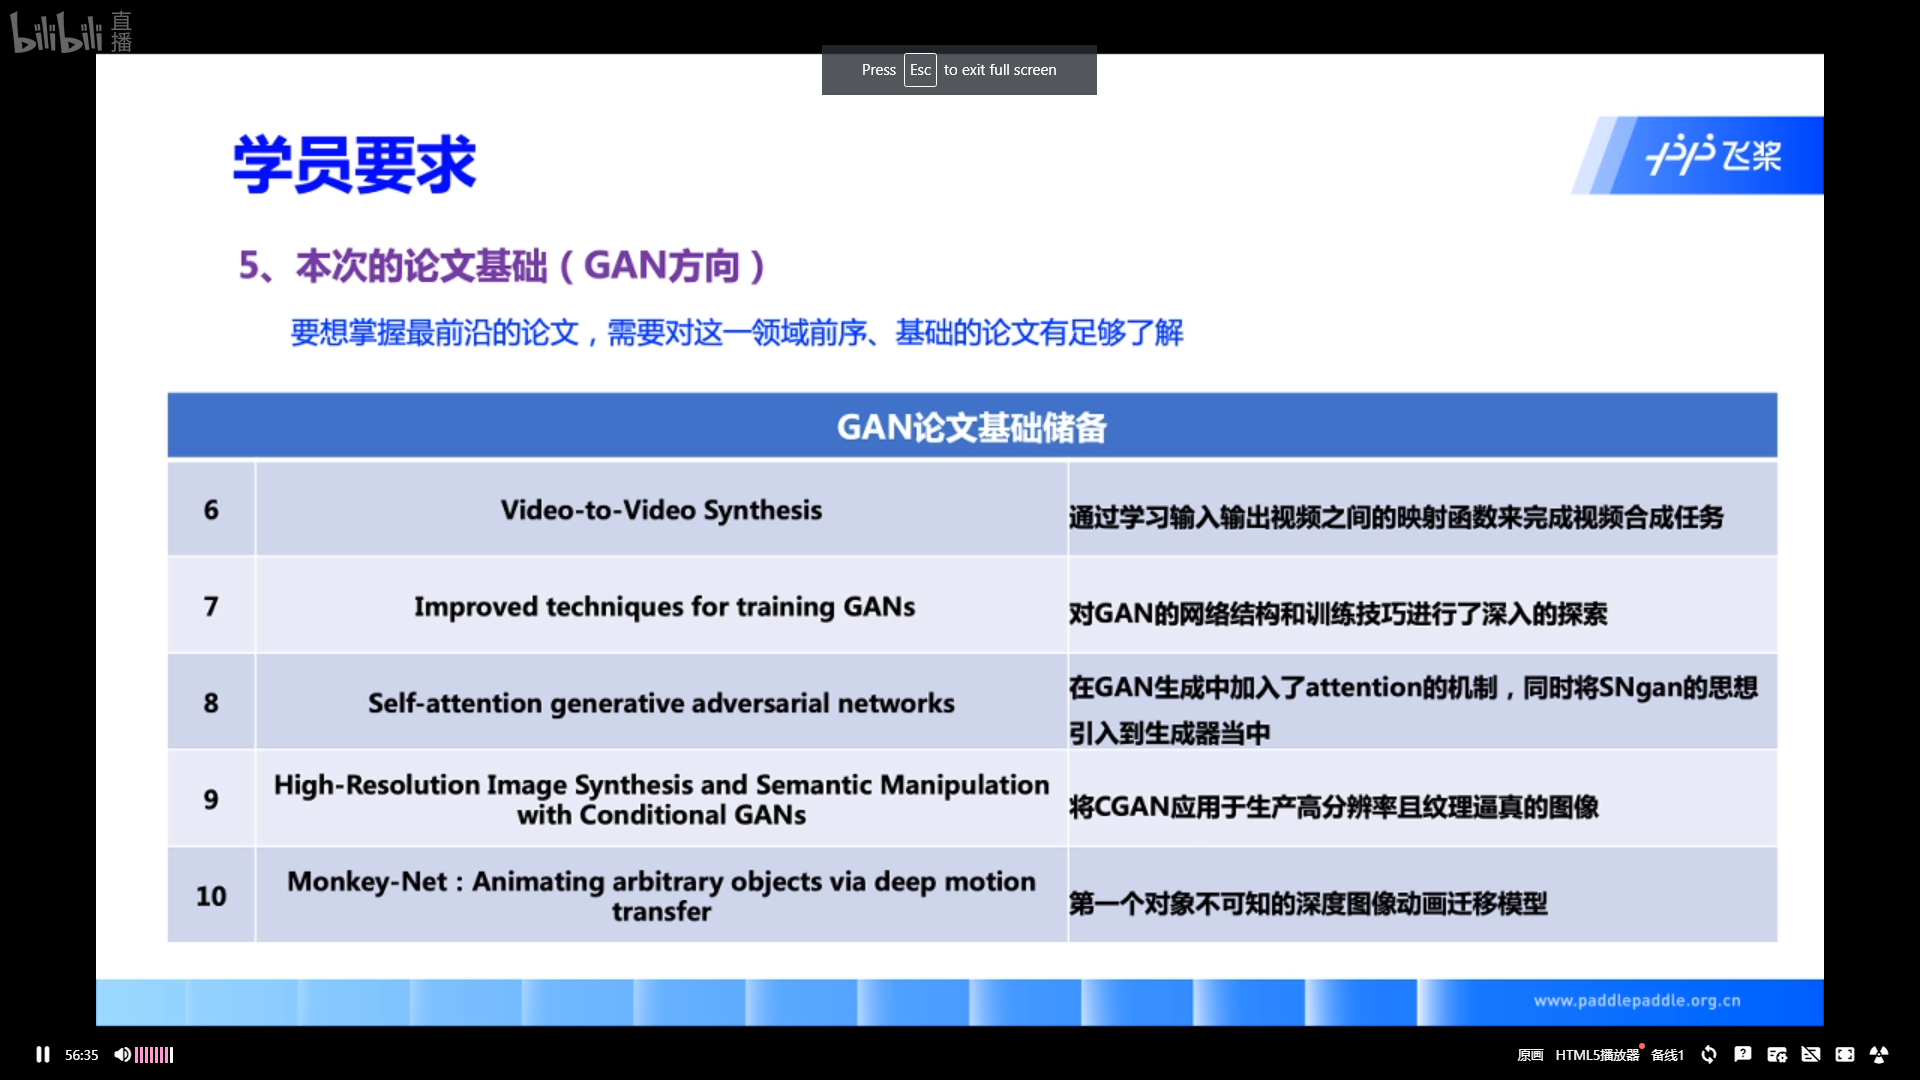 bilibili 直播
Press Esc to exit full screen
学员要求
飞桨
5、本次的论文基础（GAN方向）
要想掌握最前沿的论文，需要对这一领域前序、基础的论文有足够了解
GAN论文基础储备
6 Video-to-Video Synthesis 通过学习输入输出视频之间的映射函数来完成视频合成任务
7 Improved techniques for training GANs 对GAN的网络结构和训练技巧进行了深入的探索
8 Self-attention generative adversarial networks 在GAN生成中加入了attention的机制，同时将SNgan的思想
引入到生成器当中
9 High-Resolution Image Synthesis and Semantic Manipulation
with Conditional GANs 将CGAN应用于生产高分辨率且纹理逼真的图像
10 Monkey-Net：Animating arbitrary objects via deep motion
transfer 第一个对象不可知的深度图像动画迁移模型
www.paddlepaddle.org.cn
56:35 原画 HTML5播放器 备线1